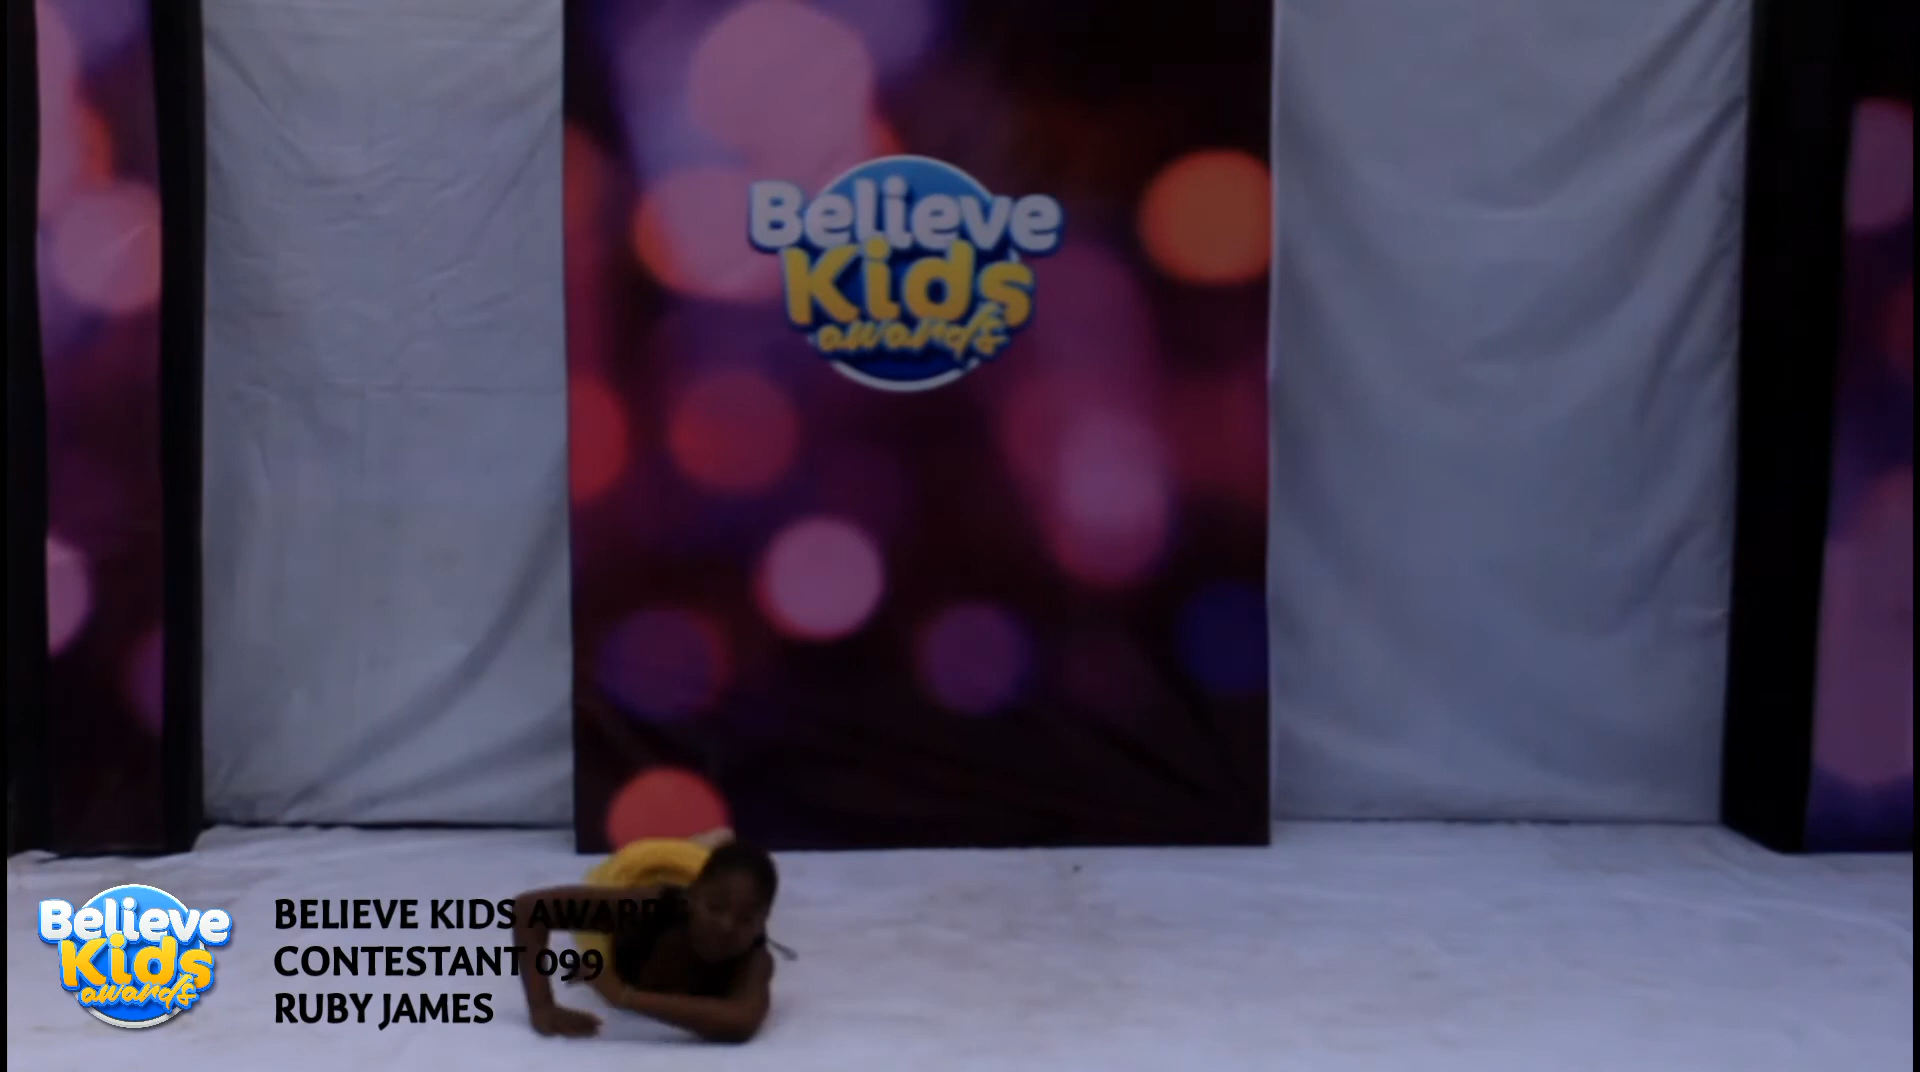 Believe
Kids
awards
Believe
Kids
awards
BELIEVE KIDS AWARDS
CONTESTANT 099
RUBY JAMES